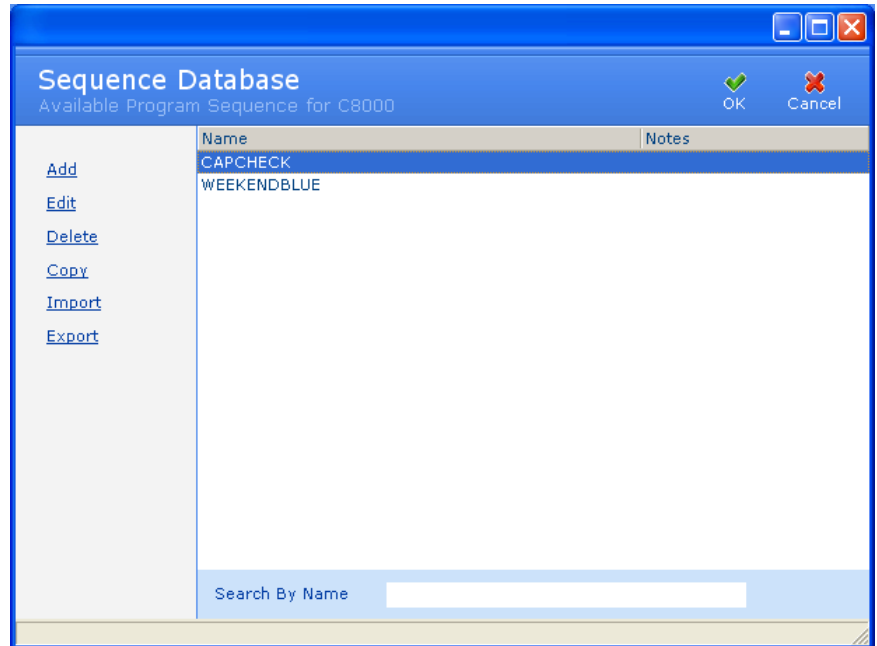 Sequence Database
Available Program Sequence for C8000
OK
Cancel
Add
Edit
Delete
Copy
Import
Export
Name
Notes
CAPCHECK
WEEKENDBLUE
Search By Name